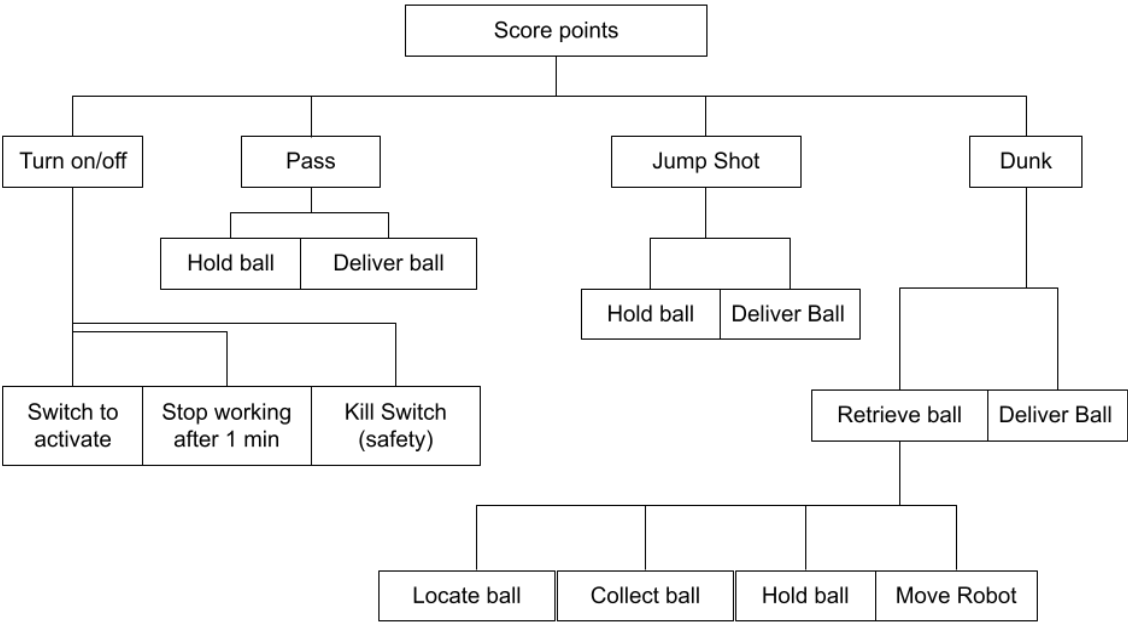 Score points
Turn on/off
Pass
Jump Shot
Dunk
Hold ball
Deliver ball
Hold ball
Deliver Ball
Switch to
activate
Stop working
after 1 min
Kill Switch
(safety)
Retrieve ball
Deliver Ball
Locate ball
Collect ball
Hold ball
Move Robot